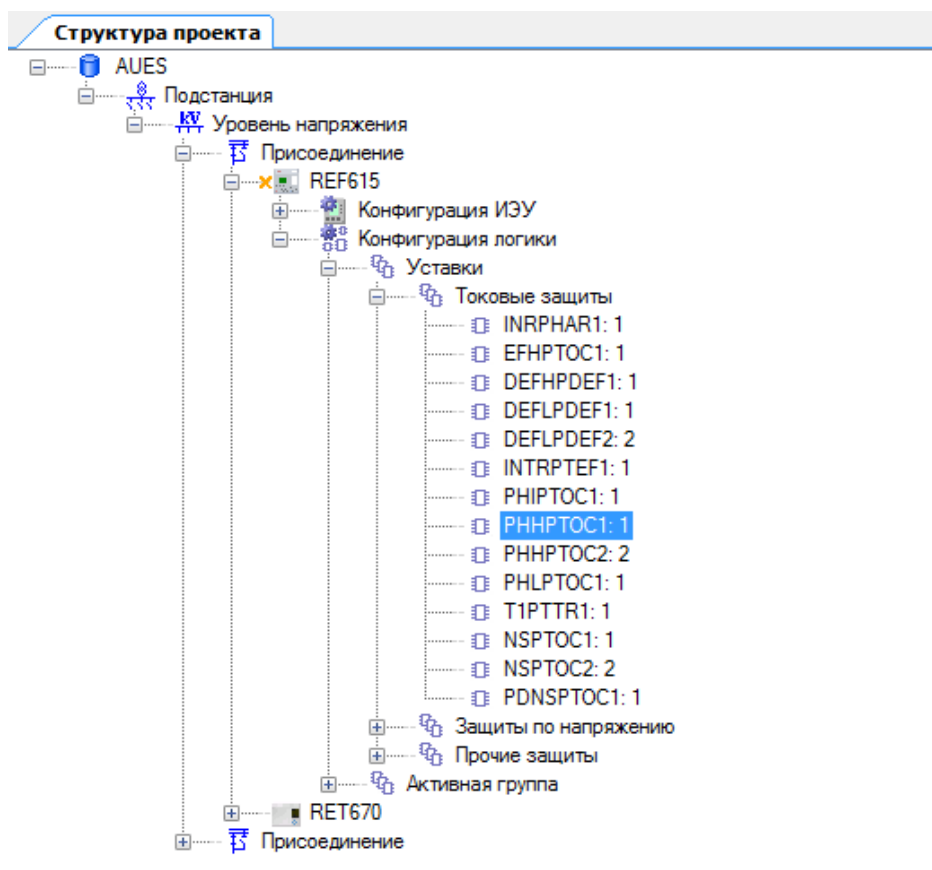 Структура проекта
AUES
Подстанция
kV Уровень напряжения
Присоединение
REF615
Конфигурация ИЭУ
Конфигурация логики
Уставки
Токовые защиты
INRPHAR1: 1
EFHPTOC1: 1
DEFHPDEF1: 1
DEFLPDEF1: 1
DEFLPDEF2: 2
INTRPTEF1: 1
PHIPTOC1: 1
PHHPTOC1: 1
PHHPTOC2: 2
PHLPTOC1: 1
T1PTTR1: 1
NSPTOC1: 1
NSPTOC2: 2
PDNSPTOC1: 1
Защиты по напряжению
Прочие защиты
Активная группа
RET670
Присоединение